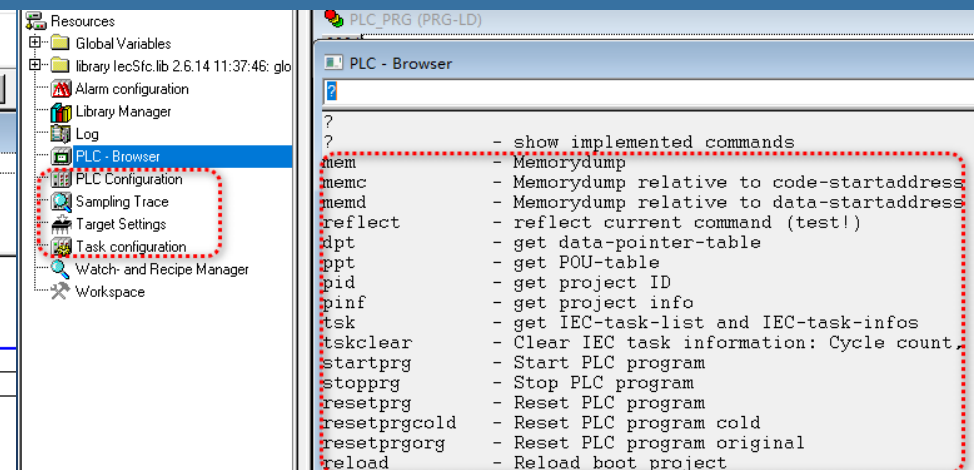 Resources
Global Variables
library IecSfc.lib 2.6.14 11:37:46: glo
Alarm configuration
Library Manager
Log
PLC - Browser
PLC Configuration
Sampling Trace
Target Settings
Task configuration
Watch- and Recipe Manager
Workspace
PLC_PRG (PRG-LD)
PLC - Browser
?
?
? - show implemented commands
mem - Memorydump
memc - Memorydump relative to code-startaddress
memd - Memorydump relative to data-startaddress
reflect - reflect current command (test!)
dpt - get data-pointer-table
ppt - get POU-table
pid - get project ID
pinf - get project info
tsk - get IEC-task-list and IEC-task-infos
tskclear - Clear IEC task information: Cycle count,
startprg - Start PLC program
stopprg - Stop PLC program
resetprg - Reset PLC program
resetprgcold - Reset PLC program cold
resetprgorg - Reset PLC program original
reload - Reload boot project